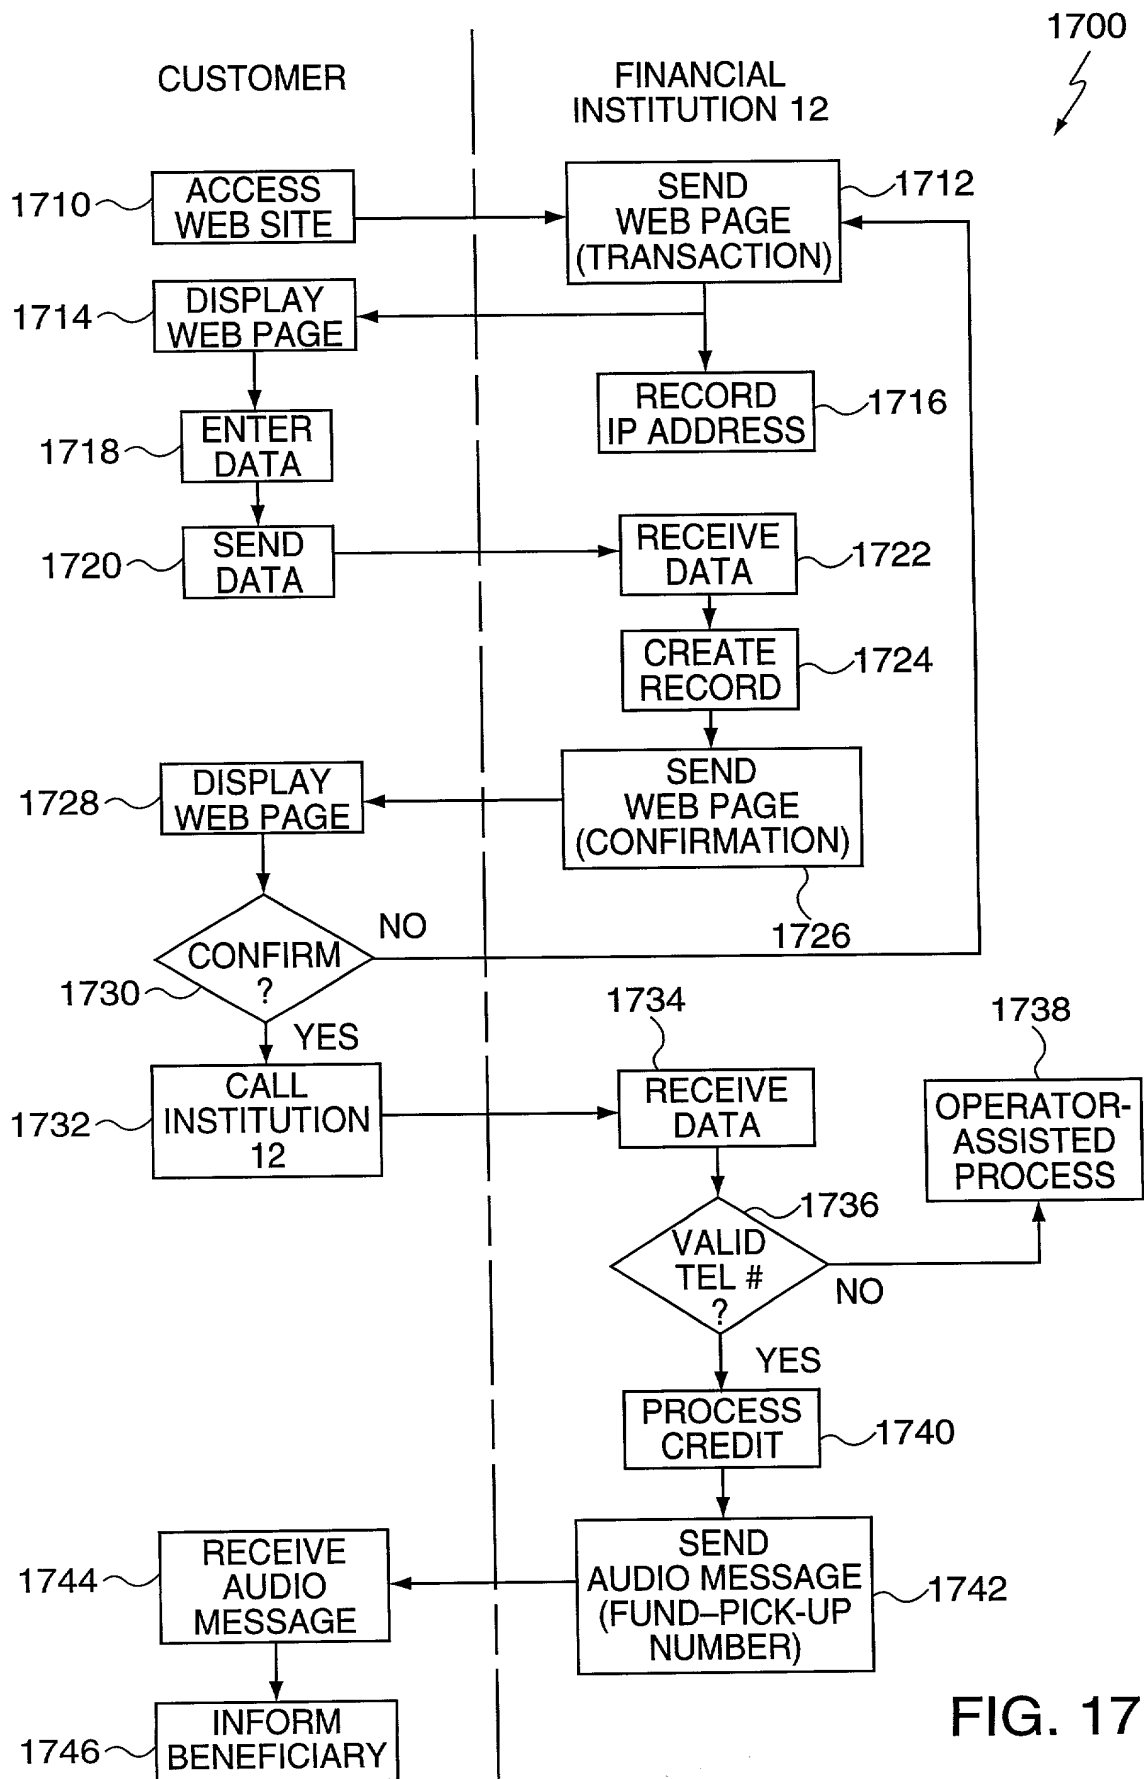 1700
CUSTOMER
FINANCIAL
INSTITUTION 12
1710
ACCESS
WEB SITE
SEND
WEB PAGE
(TRANSACTION)
1712
1714
DISPLAY
WEB PAGE
RECORD
IP ADDRESS
1716
1718
ENTER
DATA
1720
SEND
DATA
RECEIVE
DATA
1722
CREATE
RECORD
1724
1728
DISPLAY
WEB PAGE
SEND
WEB PAGE
(CONFIRMATION)
1726
CONFIRM
?
NO
1730
YES
1734
1738
1732
CALL
INSTITUTION
12
RECEIVE
DATA
OPERATOR-
ASSISTED
PROCESS
1736
VALID
TEL #
?
NO
YES
PROCESS
CREDIT
1740
1744
RECEIVE
AUDIO
MESSAGE
SEND
AUDIO MESSAGE
(FUND–PICK-UP
NUMBER)
1742
1746
INFORM
BENEFICIARY
FIG. 17